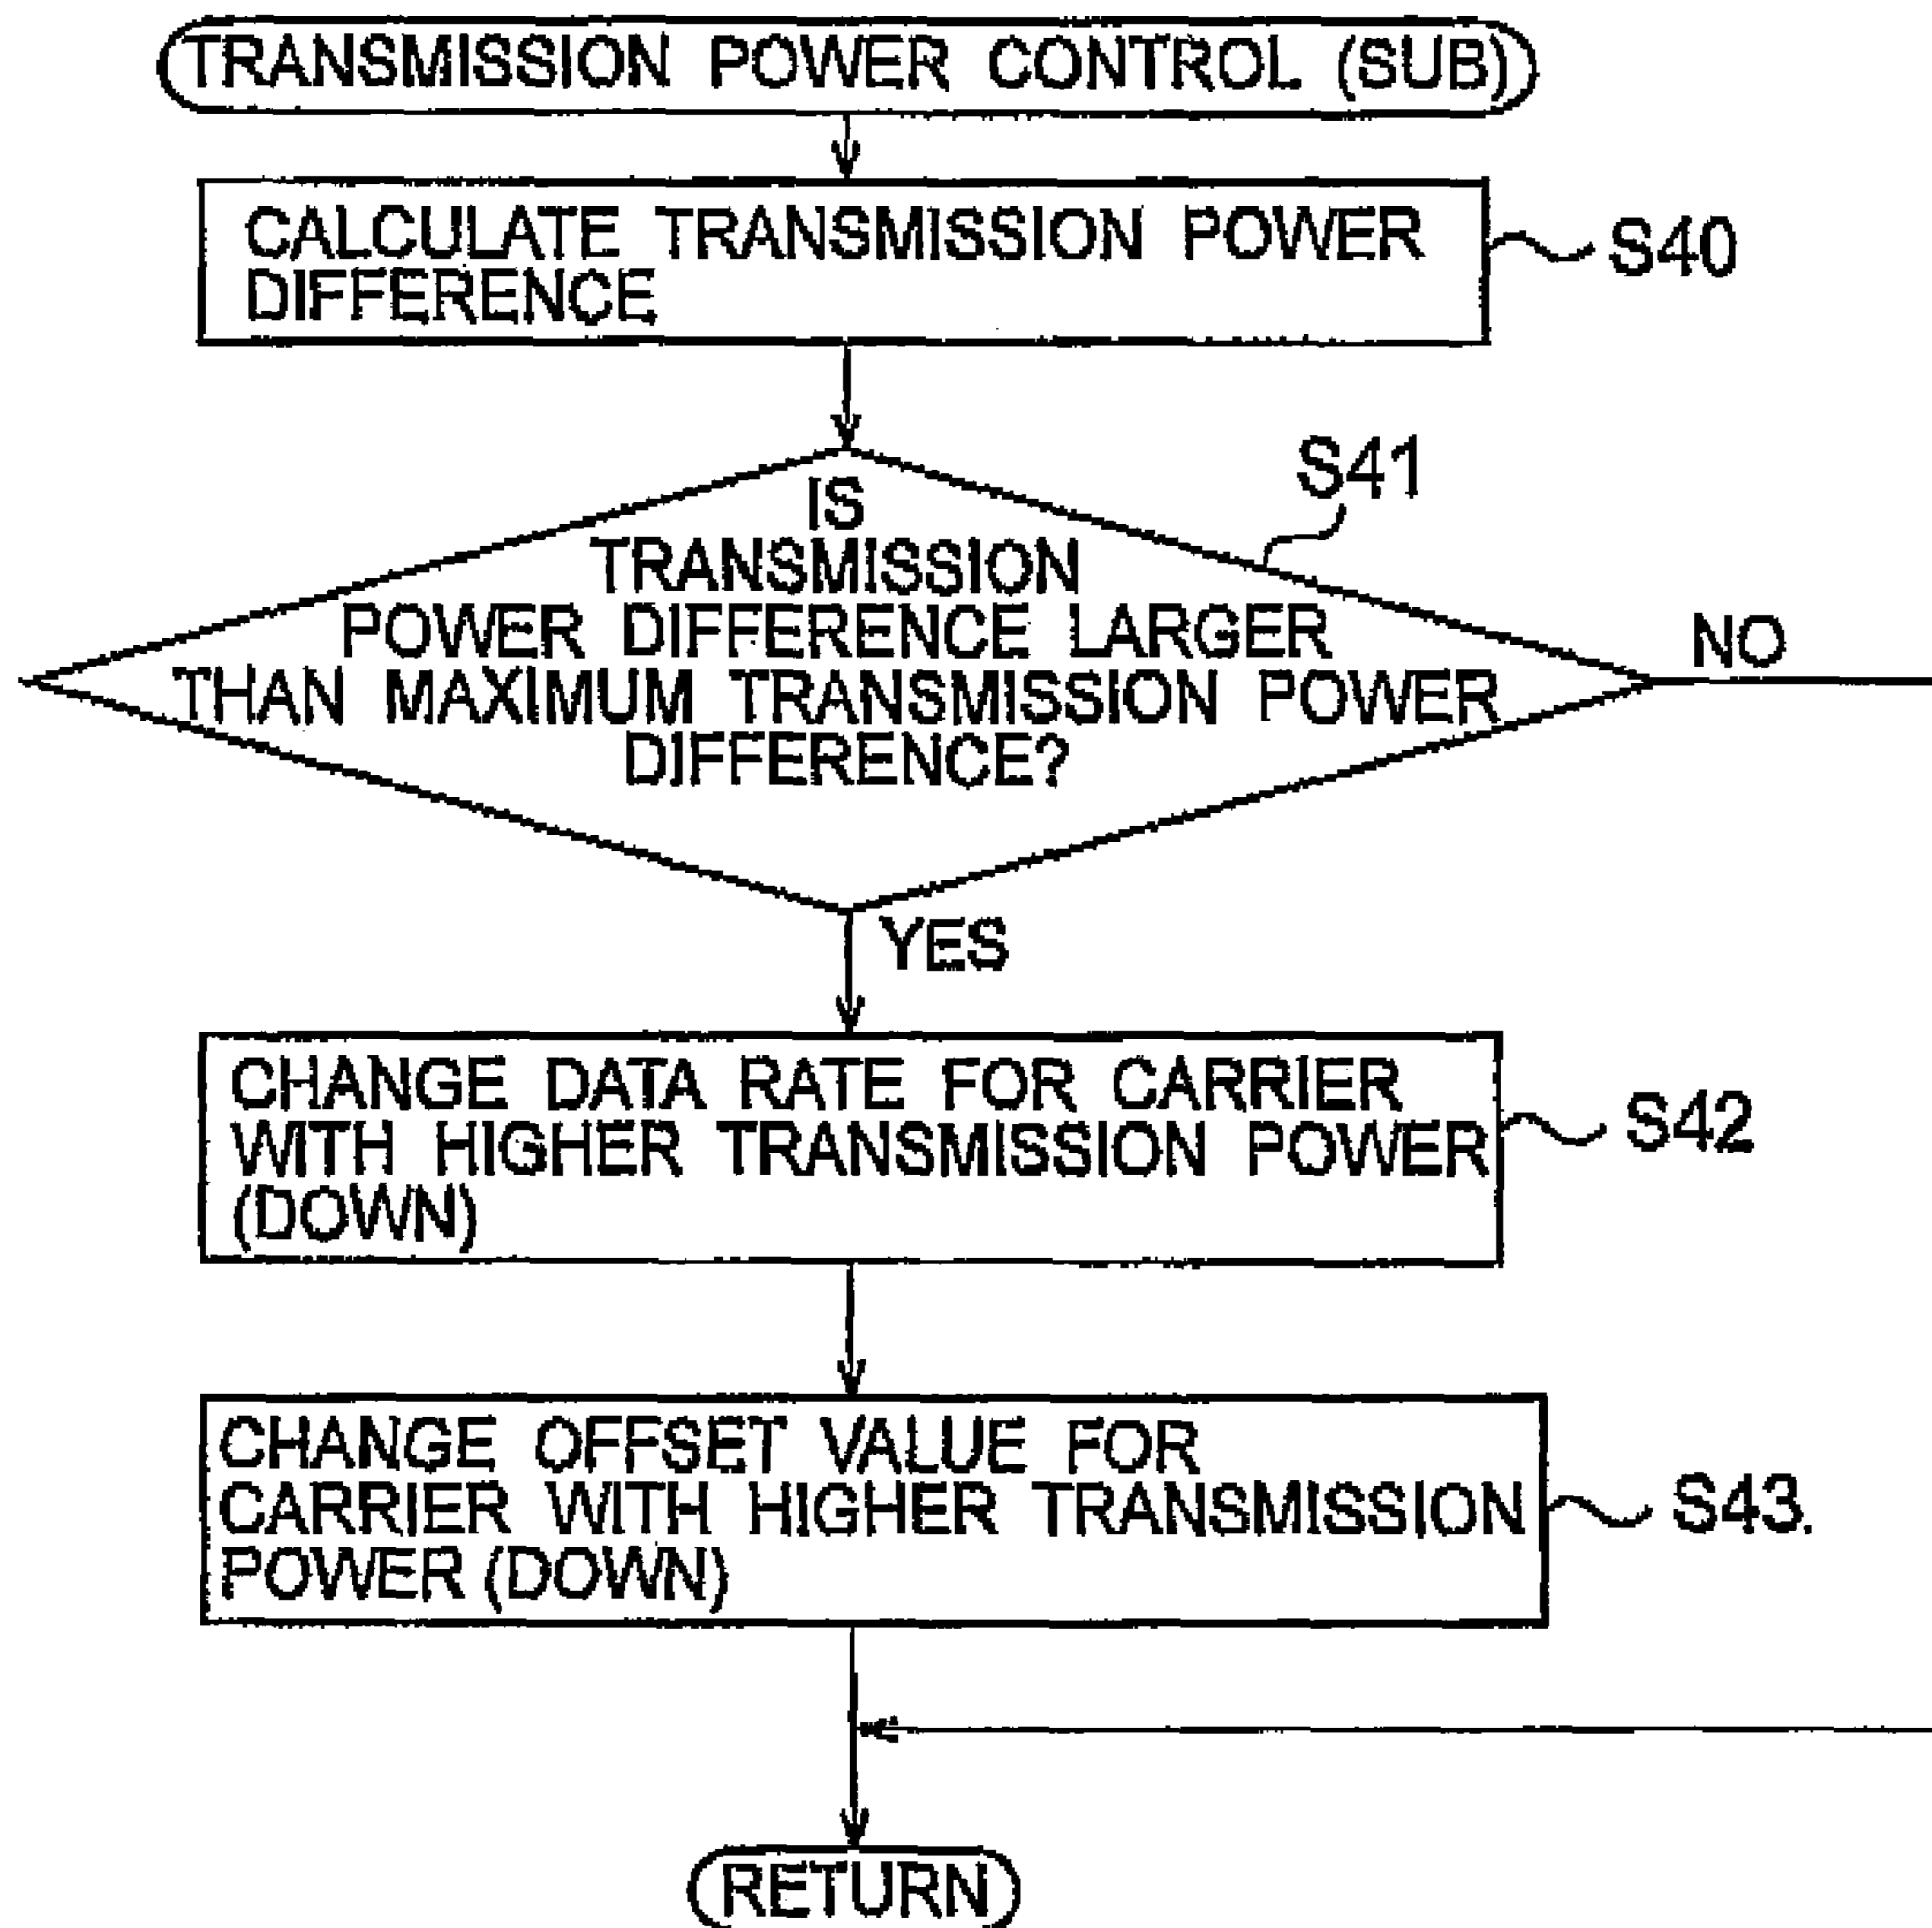 TRANSMISSION POWER CONTROL (SUB)
CALCULATE TRANSMISSION POWER
DIFFERENCE
S40
S41
IS
TRANSMISSION
POWER DIFFERENCE LARGER
THAN MAXIMUM TRANSMISSION POWER
DIFFERENCE?
NO
YES
CHANGE DATA RATE FOR CARRIER
WITH HIGHER TRANSMISSION POWER
(DOWN)
S42
CHANGE OFFSET VALUE FOR
CARRIER WITH HIGHER TRANSMISSION
POWER (DOWN)
S43.
RETURN